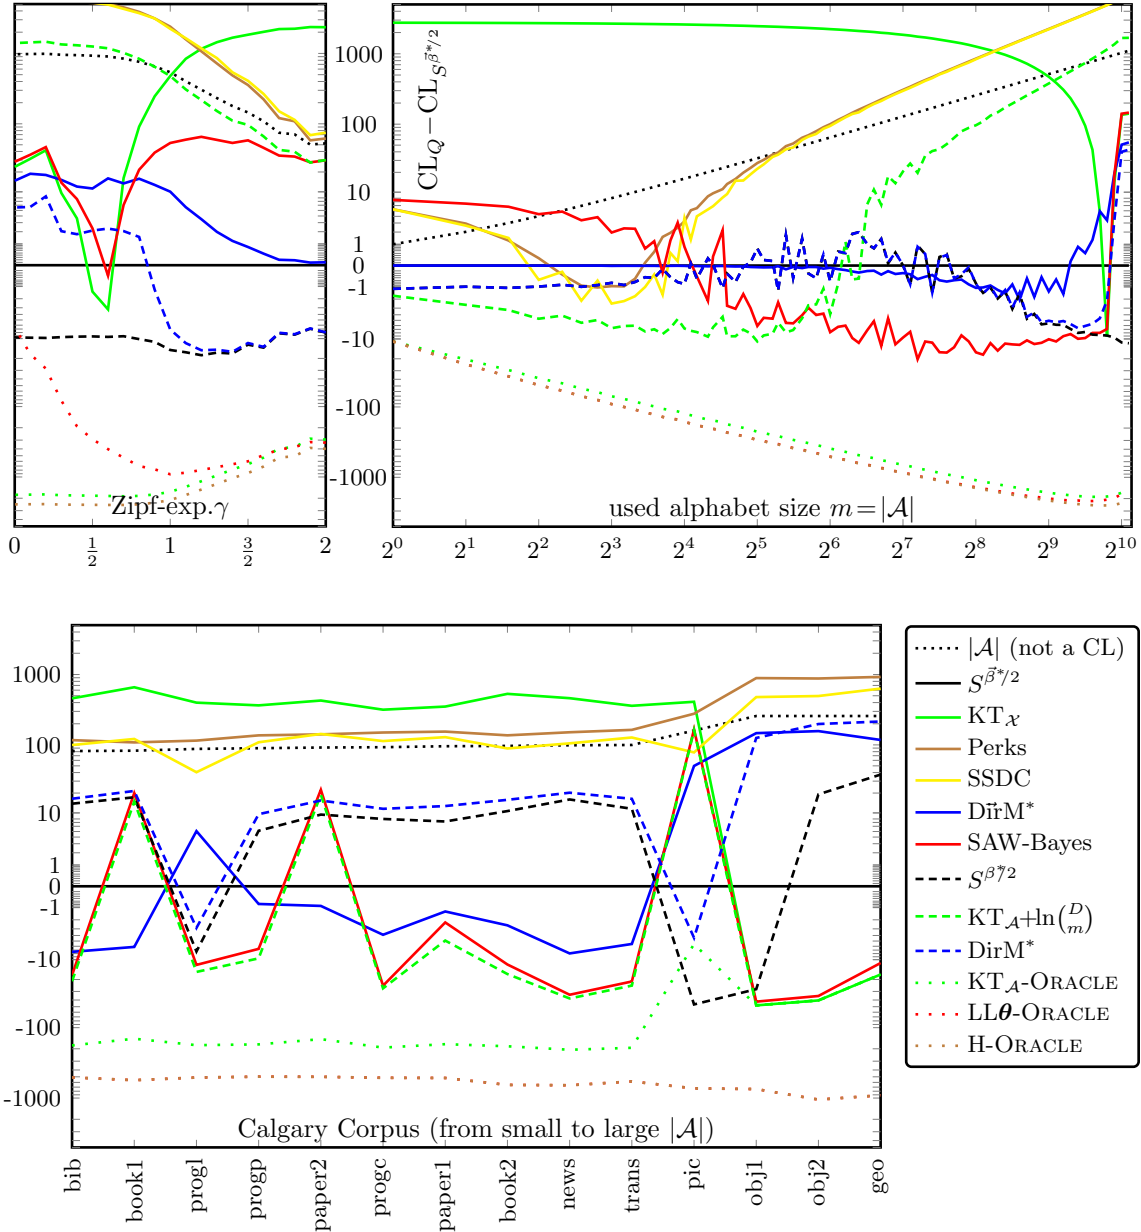 CL_Q − CL_{S^{β⃗*/2}}
1000
100
10
1
0
-1
-10
-100
-1000
Zipf-exp.γ
0 1/2 1 3/2 2
used alphabet size m=|𝒜|
2^0 2^1 2^2 2^3 2^4 2^5 2^6 2^7 2^8 2^9 2^10
1000
100
10
1
0
-1
-10
-100
-1000
Calgary Corpus (from small to large |𝒜|)
bib book1 progl progp paper2 progc paper1 book2 news trans pic obj1 obj2 geo
|𝒜| (not a CL)
S^{β⃗*/2}
KT_𝒳
Perks
SSDC
Di⃗rM*
SAW-Bayes
S^{β*/2}
KT_𝒜+ln(D m)
DirM*
KT_𝒜-ORACLE
LLθ-ORACLE
H-ORACLE